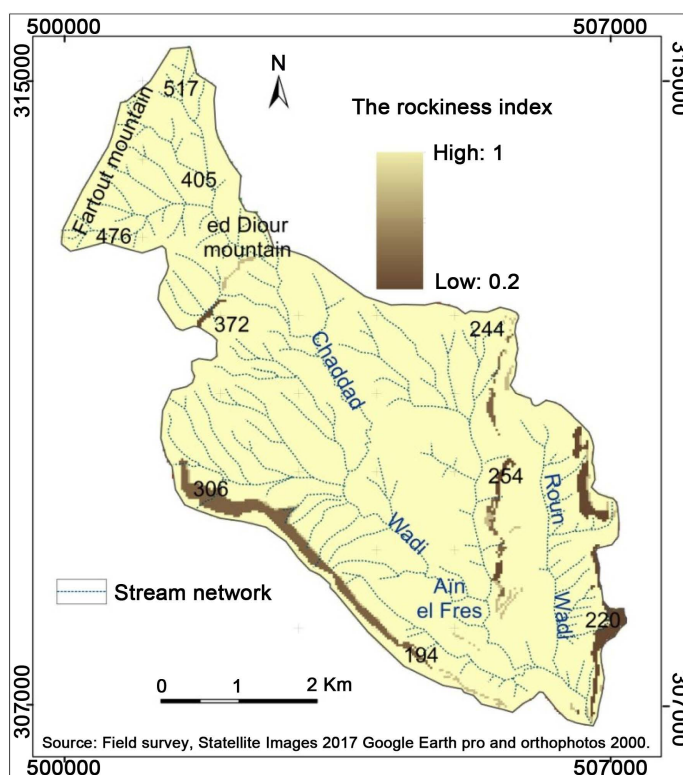 500000
507000
315000
315000
N
517
The rockiness index
High: 1
Fartout mountain
405
476
ed Diour
mountain
Low: 0.2
372
244
Chaddad
306
254
Roun
Wadi
Aïn
el Fres
Stream network
Wadi
220
194
0 1 2 Km
307000
307000
Source: Field survey, Statellite Images 2017 Google Earth pro and orthophotos 2000.
500000
507000